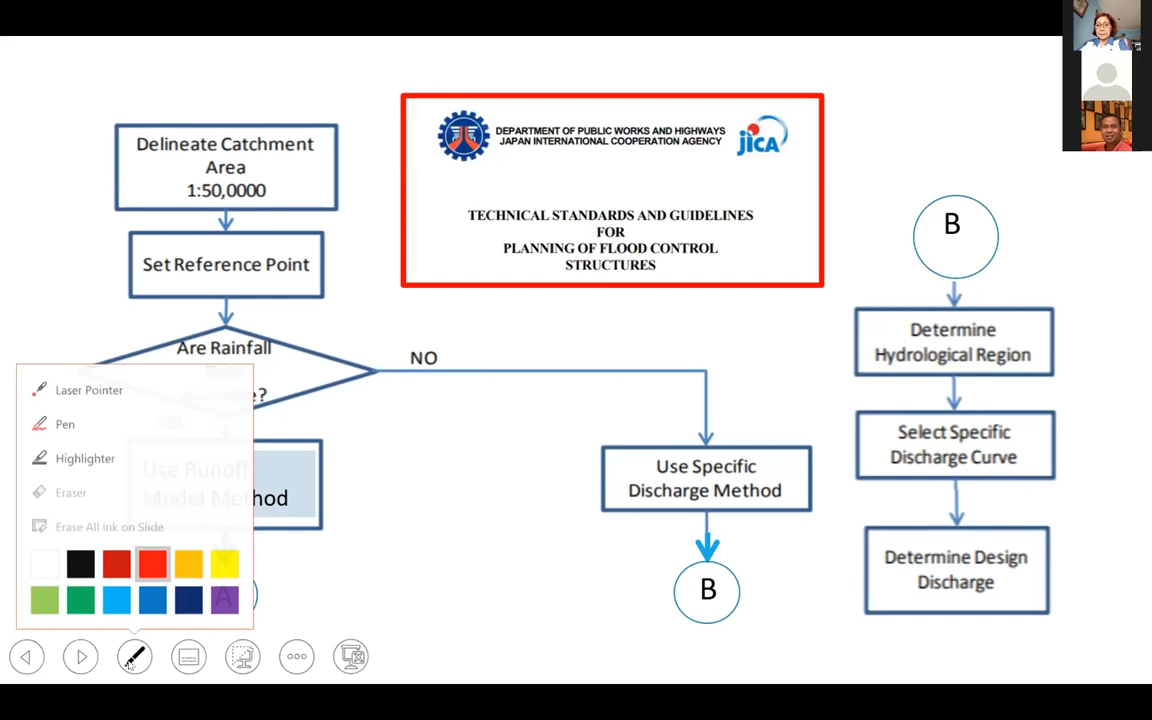 Delineate Catchment
Area
1:50,0000
Set Reference Point
Are Rainfall
e?
NO
Use Runoff
Model Method
A
DEPARTMENT OF PUBLIC WORKS AND HIGHWAYS
JAPAN INTERNATIONAL COOPERATION AGENCY
jICA
TECHNICAL STANDARDS AND GUIDELINES
FOR
PLANNING OF FLOOD CONTROL
STRUCTURES
Use Specific
Discharge Method
B
B
Determine
Hydrological Region
Select Specific
Discharge Curve
Determine Design
Discharge
Laser Pointer
Pen
Highlighter
Eraser
Erase All Ink on Slide